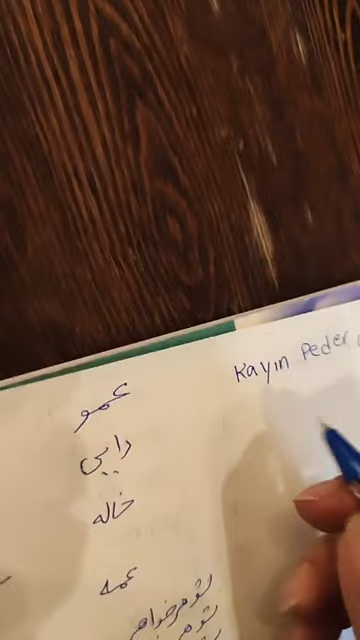 Kayın Peder
عمو
دایی
خاله
عمه
شوهرخواهر